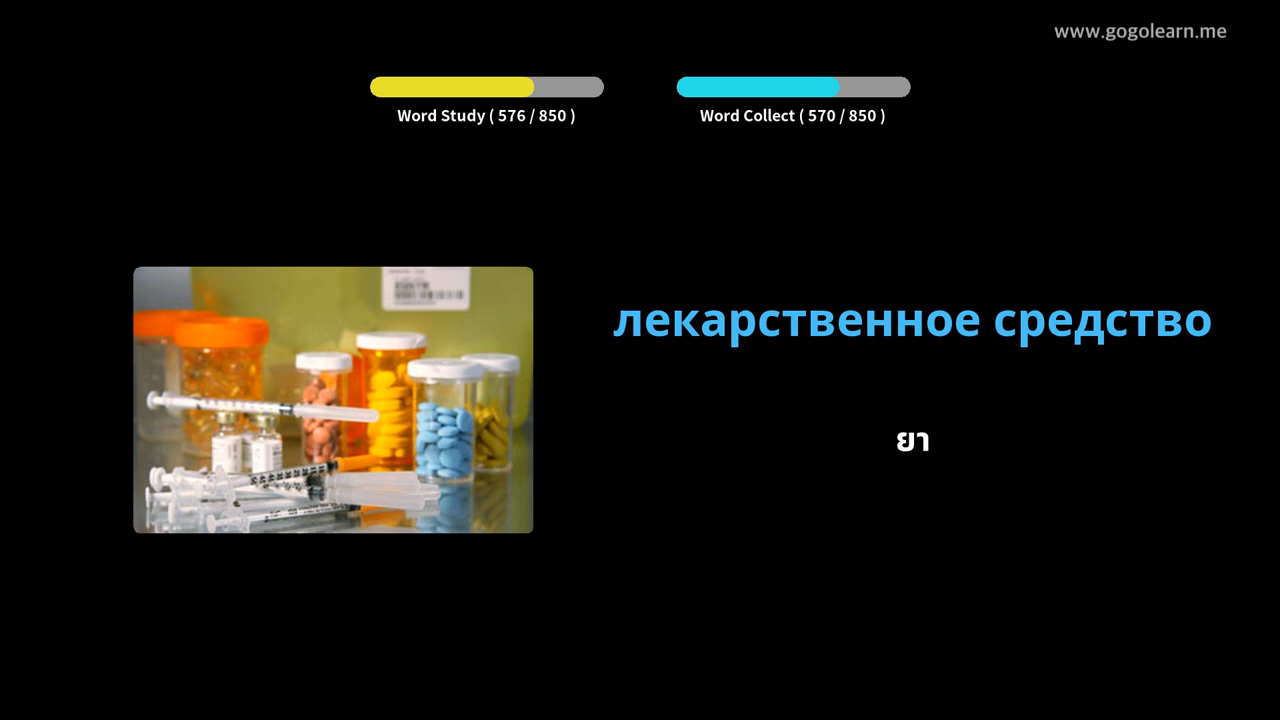 www.gogolearn.me
Word Study ( 576 / 850 )
Word Collect ( 570 / 850 )
лекарственное средство
ยา